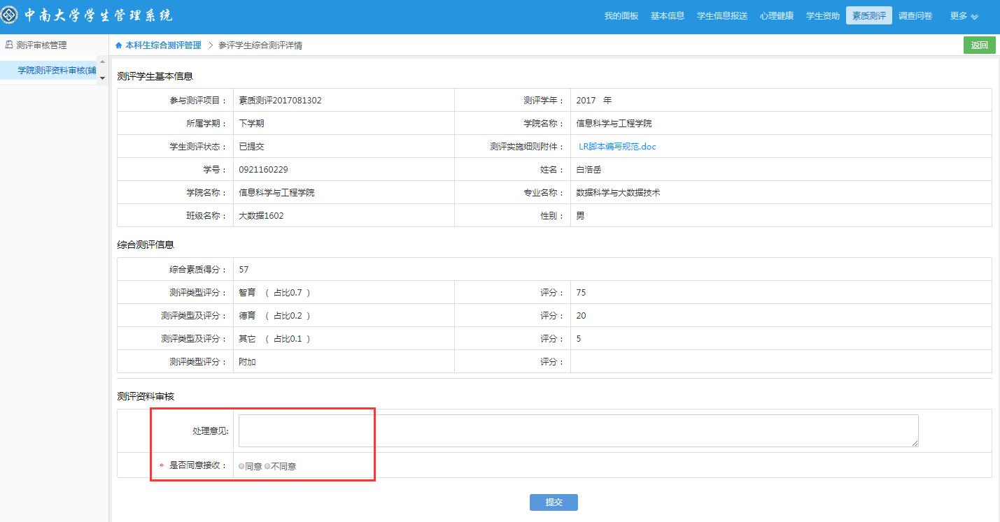 中南大学学生管理系统
我的面板 基本信息 学生信息报送 心理健康 学生资助 素质测评 调查问卷 更多
测评审核管理
学院测评资料审核(辅
本科生综合测评管理 > 参评学生综合测评详情 返回
测评学生基本信息
参与测评项目： 素质测评2017081302 测评学年： 2017 年
所属学期： 下学期 学院名称： 信息科学与工程学院
学生测评状态： 已提交 测评实施细则附件： LR脚本编写规范.doc
学号： 0921160229 姓名： 白浩岳
学院名称： 信息科学与工程学院 专业名称： 数据科学与大数据技术
班级名称： 大数据1602 性别： 男
综合测评信息
综合素质得分： 57
测评类型评分： 智育 （ 占比0.7 ） 评分： 75
测评类型及评分： 德育 （ 占比0.2 ） 评分： 20
测评类型及评分： 其它 （ 占比0.1 ） 评分： 5
测评类型评分： 附加 评分：
测评资料审核
处理意见:
* 是否同意接收： 同意 不同意
提交